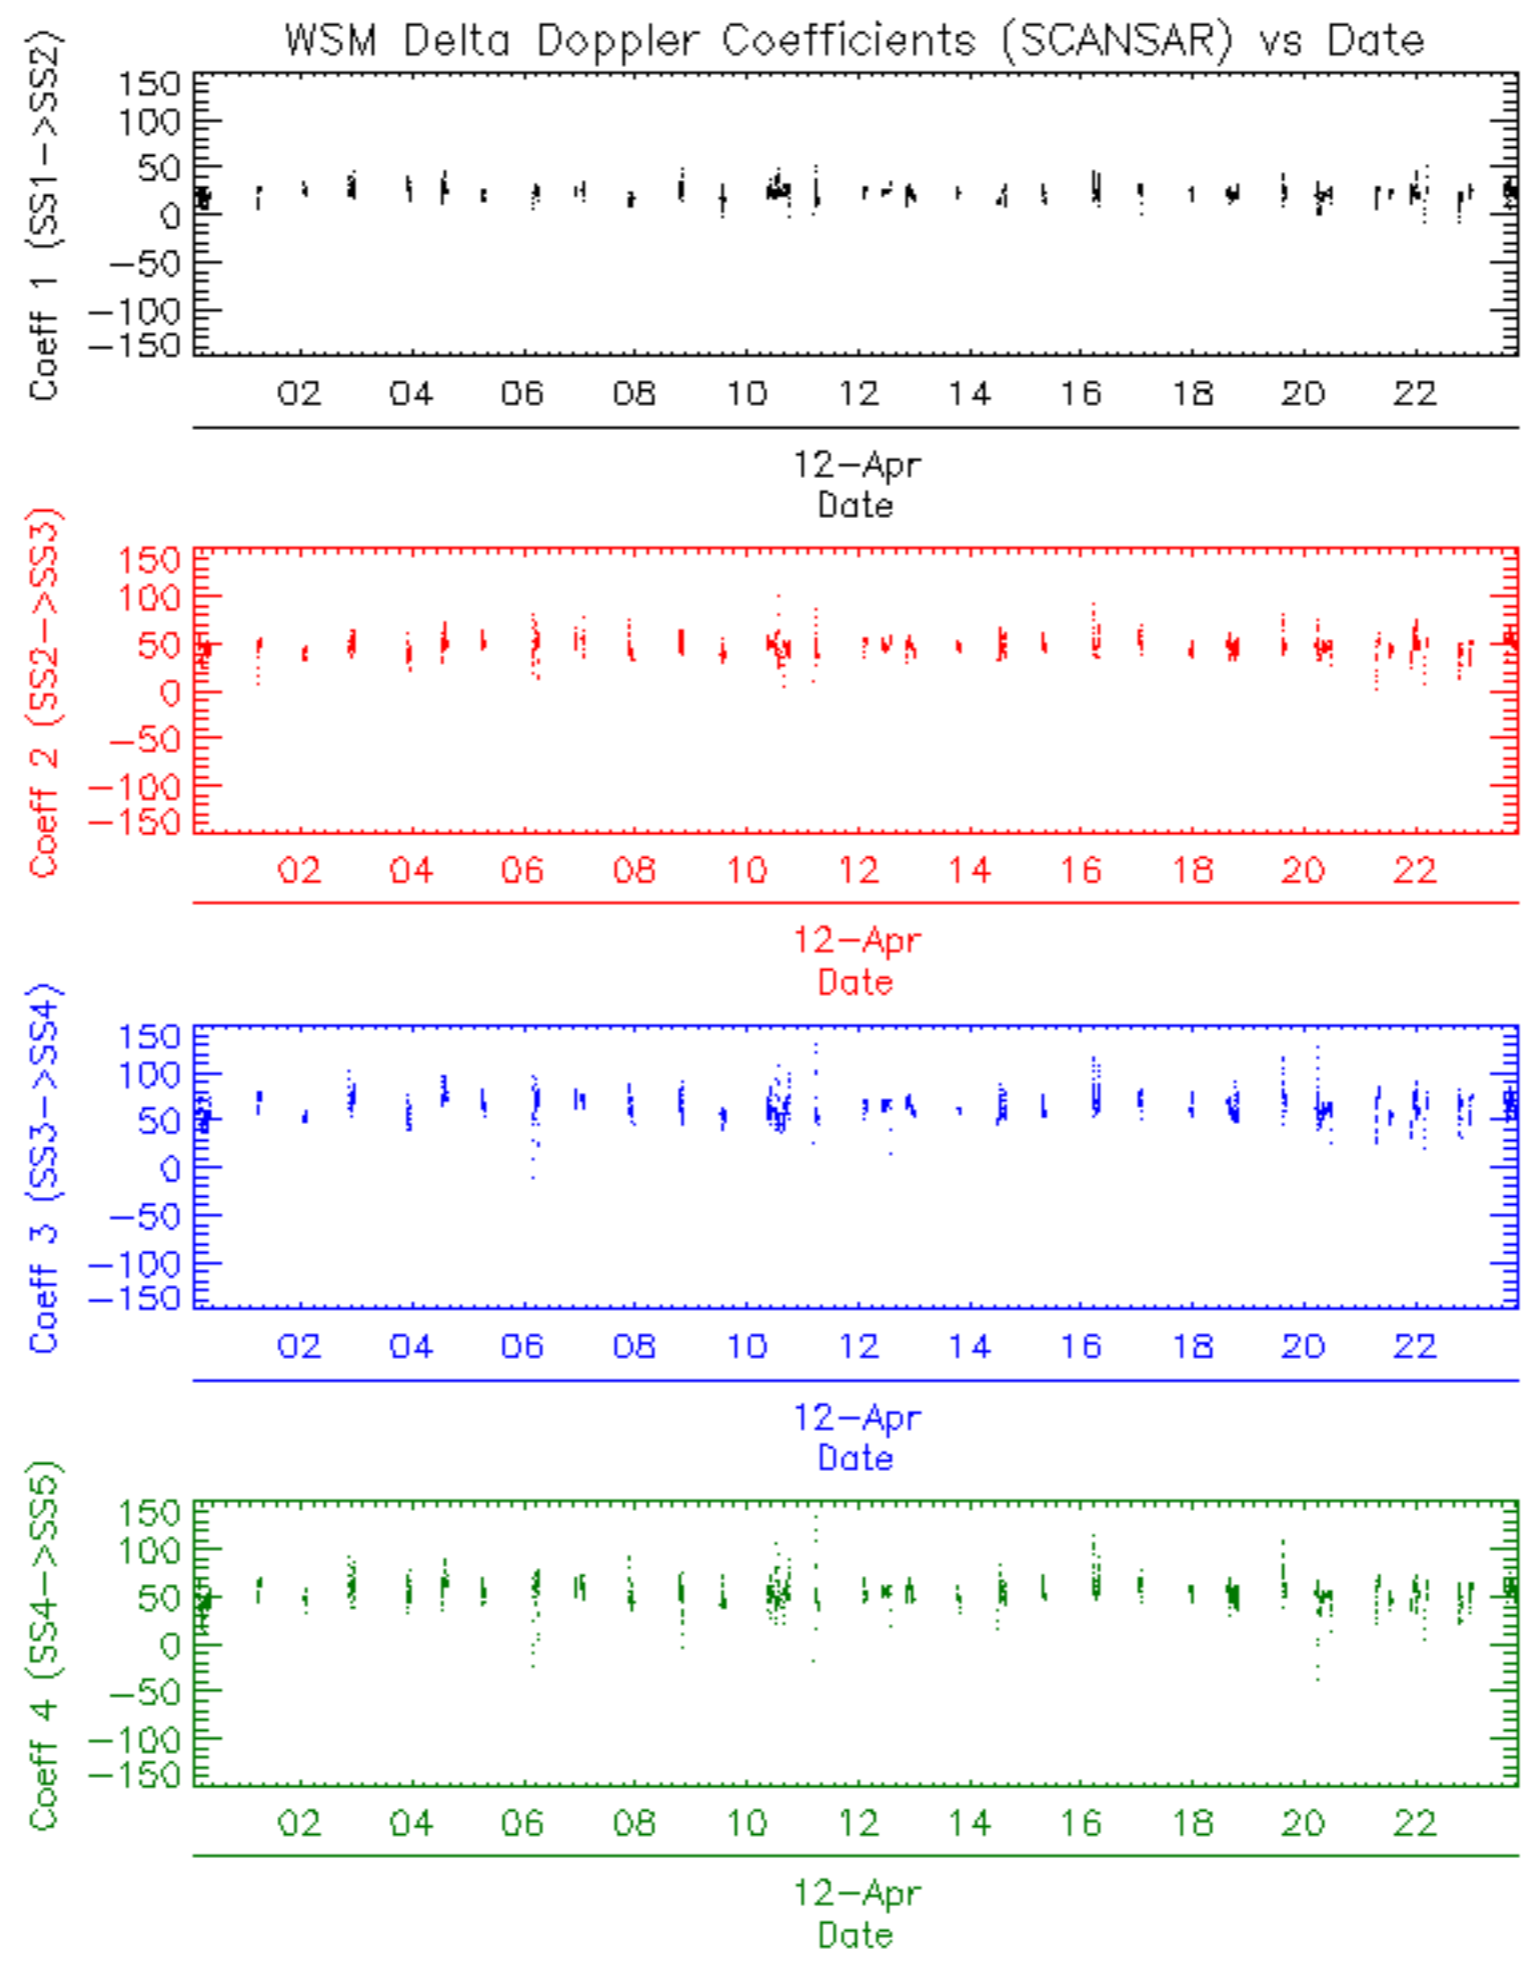 WSM Delta Doppler Coefficients (SCANSAR) vs Date
Coeff 1 (SS1->SS2)
150
100
50
0
-50
-100
-150
02 04 06 08 10 12 14 16 18 20 22
12-Apr
Date
Coeff 2 (SS2->SS3)
150
100
50
0
-50
-100
-150
02 04 06 08 10 12 14 16 18 20 22
12-Apr
Date
Coeff 3 (SS3->SS4)
150
100
50
0
-50
-100
-150
02 04 06 08 10 12 14 16 18 20 22
12-Apr
Date
Coeff 4 (SS4->SS5)
150
100
50
0
-50
-100
-150
02 04 06 08 10 12 14 16 18 20 22
12-Apr
Date